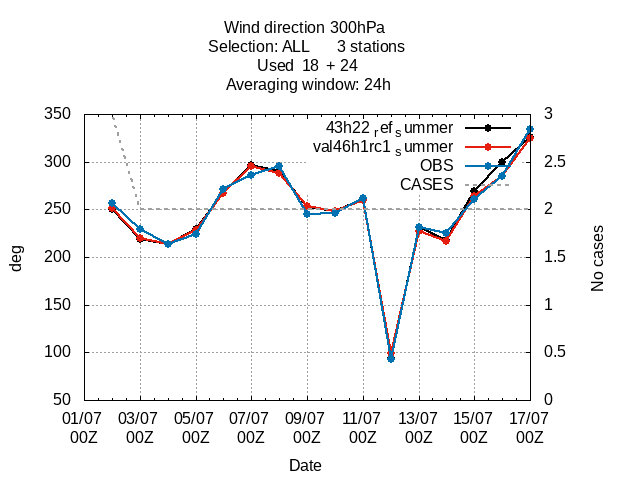 Wind direction 300hPa
Selection: ALL 3 stations
Used 18 + 24
Averaging window: 24h
43h22 ref summer
val46h1rc1 summer
OBS
CASES
350
300
250
200
150
100
50
3
2.5
2
1.5
1
0.5
0
deg
No cases
01/07 03/07 05/07 07/07 09/07 11/07 13/07 15/07 17/07
00Z 00Z 00Z 00Z 00Z 00Z 00Z 00Z 00Z
Date